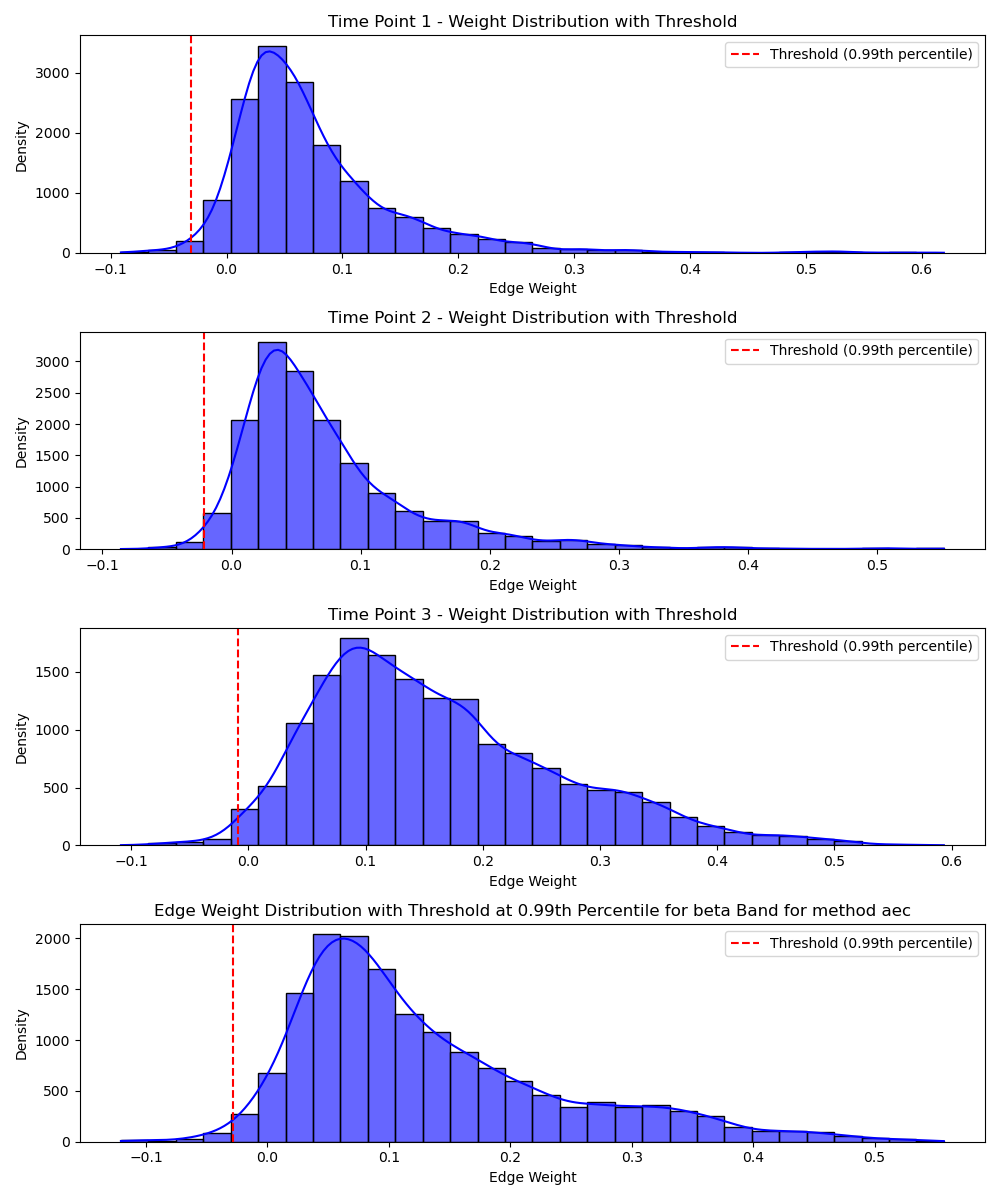 Time Point 1 - Weight Distribution with Threshold
Threshold (0.99th percentile)
Density
3000
2000
1000
0
−0.1 0.0 0.1 0.2 0.3 0.4 0.5 0.6
Edge Weight
Time Point 2 - Weight Distribution with Threshold
Threshold (0.99th percentile)
Density
3000
2500
2000
1500
1000
500
0
−0.1 0.0 0.1 0.2 0.3 0.4 0.5
Edge Weight
Time Point 3 - Weight Distribution with Threshold
Threshold (0.99th percentile)
Density
1500
1000
500
0
−0.1 0.0 0.1 0.2 0.3 0.4 0.5 0.6
Edge Weight
Edge Weight Distribution with Threshold at 0.99th Percentile for beta Band for method aec
Threshold (0.99th percentile)
Density
2000
1500
1000
500
0
−0.1 0.0 0.1 0.2 0.3 0.4 0.5
Edge Weight